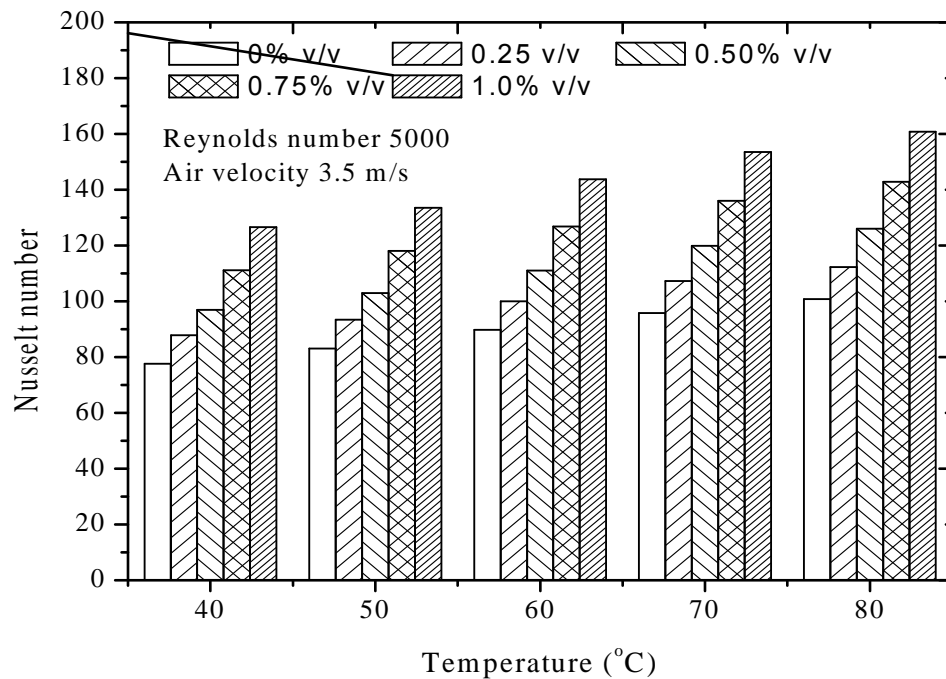 200
180
160
140
120
100
80
60
40
20
0
Nusselt number
0% v/v 0.25 v/v 0.50% v/v
0.75% v/v 1.0% v/v
Reynolds number 5000
Air velocity 3.5 m/s
40 50 60 70 80
Temperature (°C)